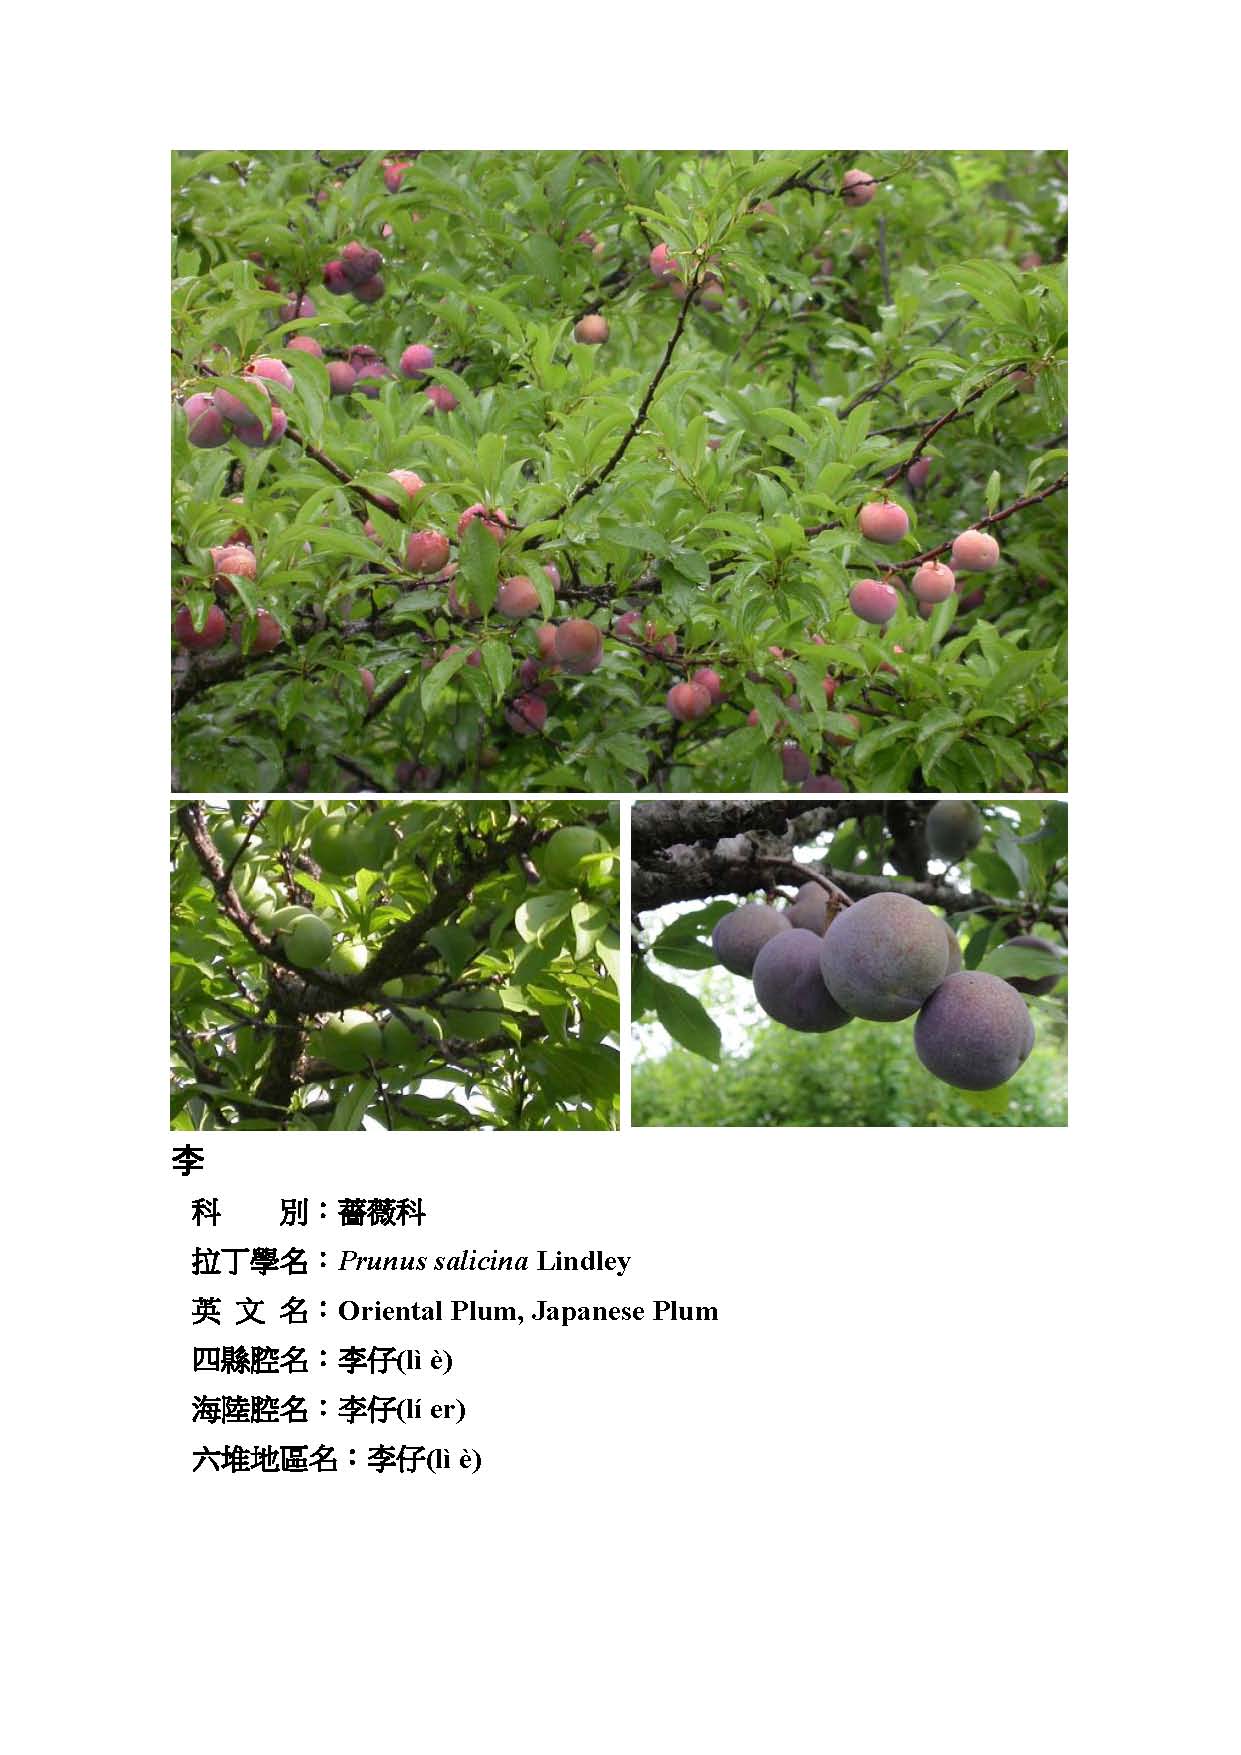 李
科　　別：薔薇科
拉丁學名：Prunus salicina Lindley
英 文 名：Oriental Plum, Japanese Plum
四縣腔名：李仔(lì è)
海陸腔名：李仔(lí er)
六堆地區名：李仔(lì è)